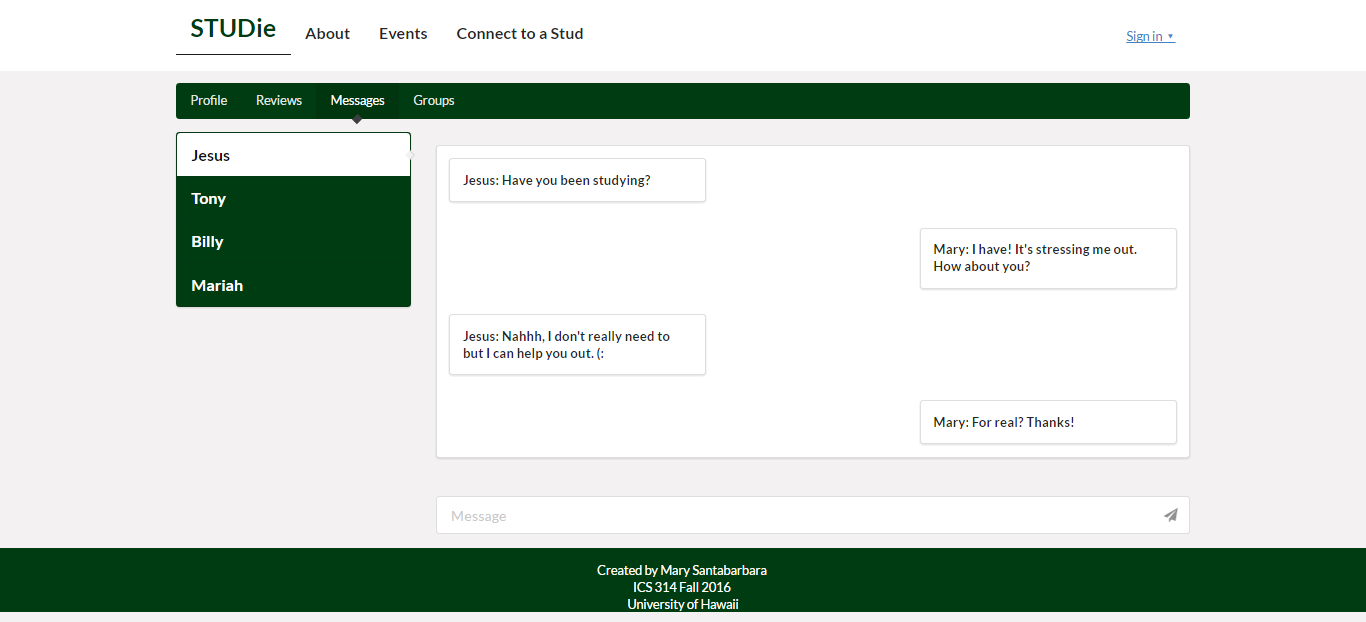 STUDie
About
Events
Connect to a Stud
Sign in
Profile
Reviews
Messages
Groups
Jesus
Tony
Billy
Mariah
Jesus: Have you been studying?
Mary: I have! It's stressing me out.
How about you?
Jesus: Nahhh, I don't really need to
but I can help you out. (:
Mary: For real? Thanks!
Message
Created by Mary Santabarbara
ICS 314 Fall 2016
University of Hawaii